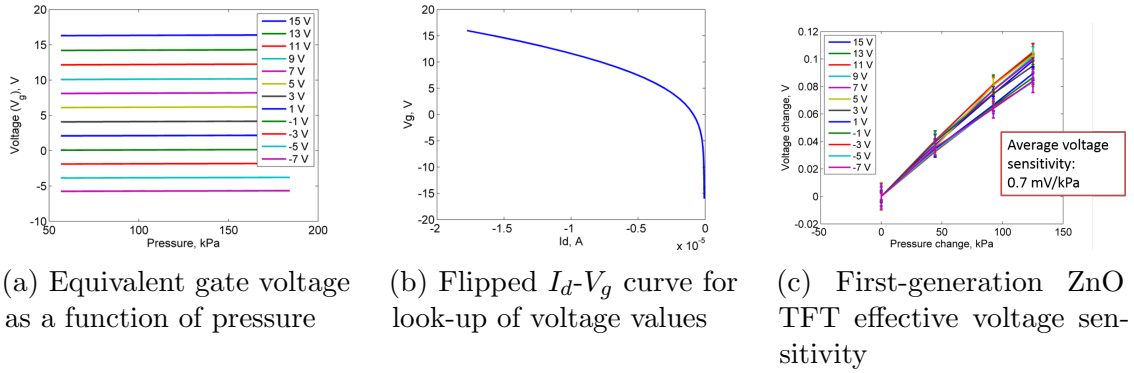 20
15
10
5
0
-5
-10
50
100
150
200
Voltage (Vg), V
Pressure, kPa
15 V
13 V
11 V
9 V
7 V
5 V
3 V
1 V
-1 V
-3 V
-5 V
-7 V
20
15
10
5
0
-5
-10
-15
20
-2
-1.5
-1
-0.5
0
x 10^-5
Vg, V
Id, A
0.12
0.1
0.08
0.06
0.04
0.02
0
-0.02
-50
0
50
100
150
Voltage change, V
Pressure change, kPa
15 V
13 V
11 V
9 V
7 V
5 V
3 V
1 V
-1 V
-3 V
-5 V
-7 V
Average voltage
sensitivity:
0.7 mV/kPa
(a) Equivalent gate voltage
as a function of pressure
(b) Flipped Id-Vg curve for
look-up of voltage values
(c) First-generation ZnO
TFT effective voltage sen-
sitivity